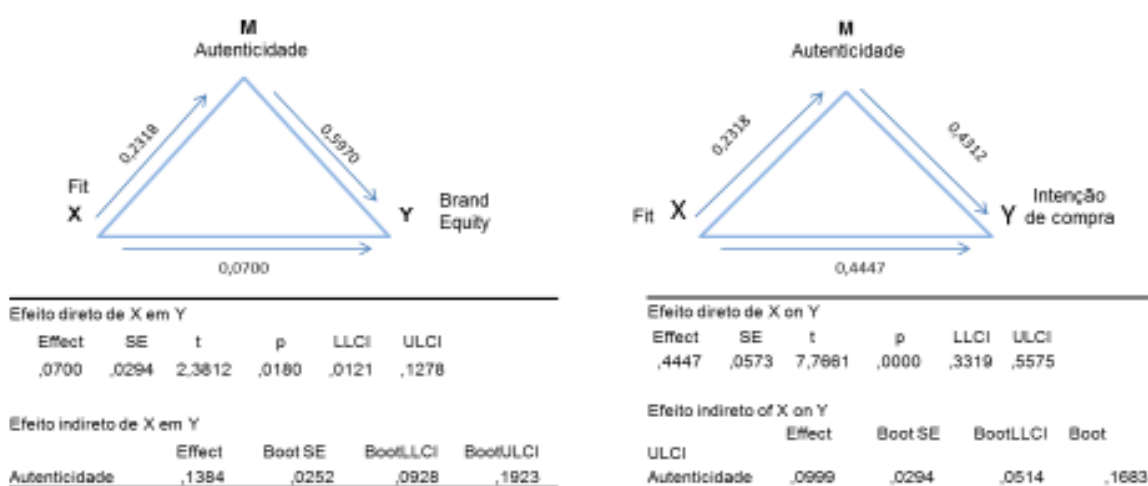 M
Autenticidade
0,2318
0,5970
Fit
X
Y
Brand
Equity
0,0700
Efeito direto de X em Y
Effect SE t p LLCI ULCI
,0700 ,0294 2,3812 ,0180 ,0121 ,1278
Efeito indireto de X em Y
Effect Boot SE BootLLCI BootULCI
Autenticidade ,1384 ,0252 ,0928 ,1923
M
Autenticidade
0,2318
0,4312
Fit X
Y
Intenção
de compra
0,4447
Efeito direto de X on Y
Effect SE t p LLCI ULCI
,4447 ,0573 7,7661 ,0000 ,3319 ,5575
Efeito indireto of X on Y
Effect Boot SE BootLLCI Boot
ULCI
Autenticidade ,0999 ,0294 ,0514 ,1683